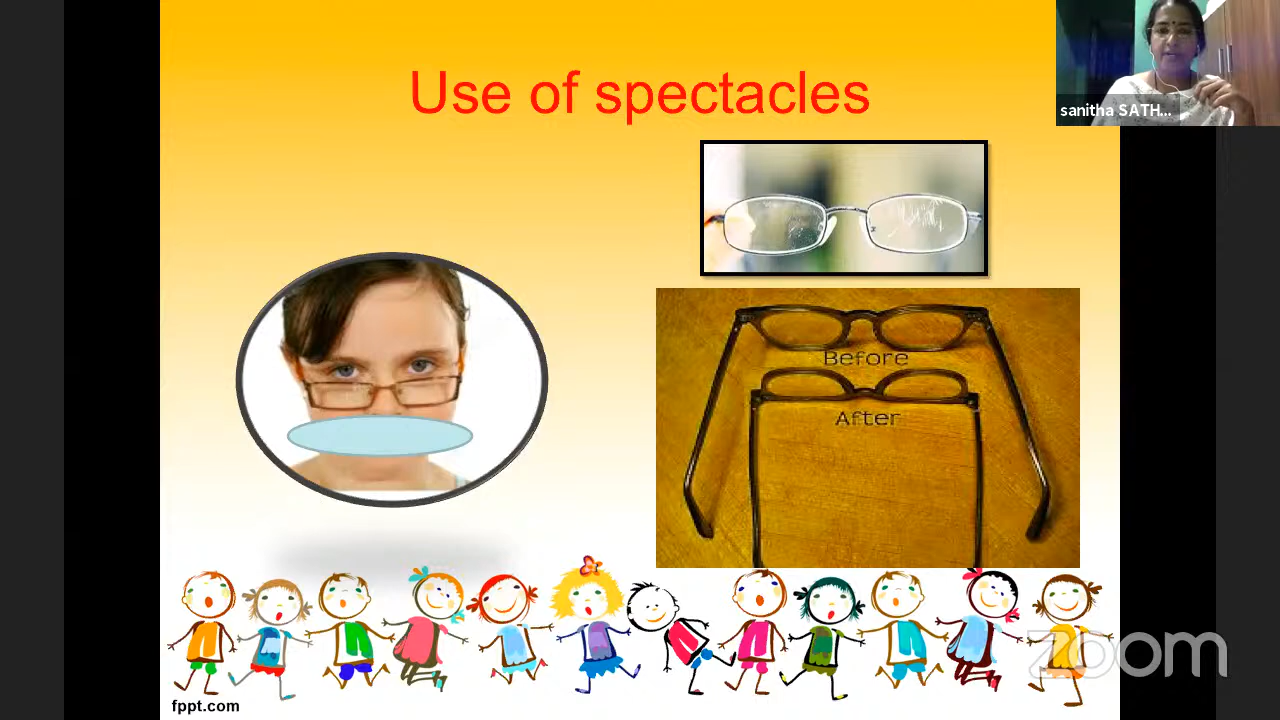 Use of spectacles
sanitha SATH...
Before
After
zoom
fppt.com